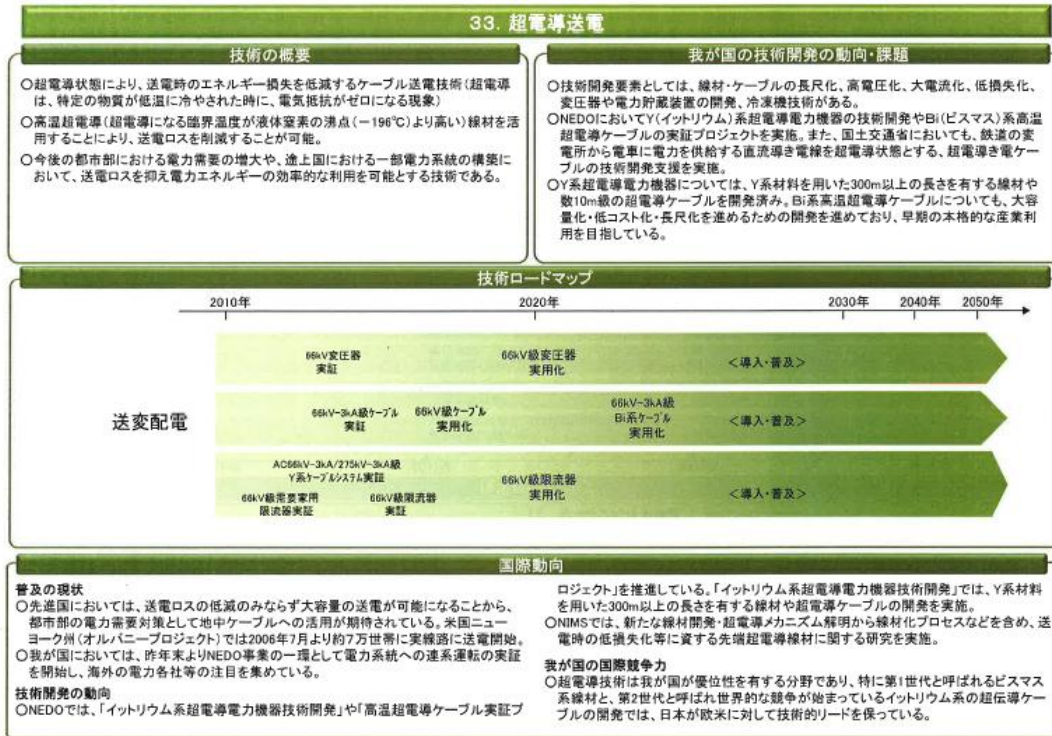 33. 超電導送電
技術の概要
○超電導状態により、送電時のエネルギー損失を低減するケーブル送電技術(超電導
は、特定の物質が低温に冷やされた時に、電気抵抗がゼロになる現象)
○高温超電導(超電導になる臨界温度が液体窒素の沸点(－196℃)より高い)線材を活
用することにより、送電ロスを削減することが可能。
○今後の都市部における電力需要の増大や、途上国における一部電力系統の構築に
おいて、送電ロスを抑え電力エネルギーの効率的な利用を可能とする技術である。
我が国の技術開発の動向・課題
○技術開発要素としては、線材・ケーブルの長尺化、高電圧化、大電流化、低損失化、
変圧器や電力貯蔵装置の開発、冷凍機技術がある。
○NEDOにおいてY(イットリウム)系超電導電力機器の技術開発やBi(ビスマス)系高温
超電導ケーブルの実証プロジェクトを実施。また、国土交通省においても、鉄道の変
電所から電車に電力を供給する直流き電線を超電導状態とする、超電導き電ケー
ブルの技術開発支援を実施。
○Y系超電導電力機器については、Y系材料を用いた300m以上の長さを有する線材や
数10m級の超電導ケーブルを開発済み。Bi系高温超電導ケーブルについても、大容
量化・低コスト化・長尺化を進めるための開発を進めており、早期の本格的な産業利
用を目指している。
技術ロードマップ
2010年 2020年 2030年 2040年 2050年
送変配電
66kV変圧器
実証
66kV級変圧器
実用化
＜導入・普及＞
66kV-3kA級ケーブル
実証
66kV級ケーブル
実用化
66kV-3kA級
Bi系ケーブル
実用化
＜導入・普及＞
AC66kV-3kA/275kV-3kA級
Y系ケーブルシステム実証
66kV級需要家用
限流器実証
66kV級限流器
実証
66kV級限流器
実用化
＜導入・普及＞
国際動向
普及の現状
○先進国においては、送電ロスの低減のみならず大容量の送電が可能になることから、
都市部の電力需要対策として地中ケーブルへの活用が期待されている。米国ニュー
ヨーク州(オルバニープロジェクト)では2006年7月より約7万世帯に実線路に送電開始。
○我が国においては、昨年末よりNEDO事業の一環として電力系統への連系運転の実証
を開始し、海外の電力各社等の注目を集めている。
技術開発の動向
○NEDOでは、「イットリウム系超電導電力機器技術開発」や「高温超電導ケーブル実証プ
ロジェクト」を推進している。「イットリウム系超電導電力機器技術開発」では、Y系材料
を用いた300m以上の長さを有する線材や超電導ケーブルの開発を実施。
○NIMSでは、新たな線材開発・超電導メカニズム解明から線材化プロセスなどを含め、送
電時の低損失化等に資する先端超電導線材に関する研究を実施。
我が国の国際競争力
○超電導技術は我が国が優位性を有する分野であり、特に第1世代と呼ばれるビスマス
系線材と、第2世代と呼ばれ世界的な競争が始まっているイットリウム系の超伝導ケー
ブルの開発では、日本が欧米に対して技術的リードを保っている。